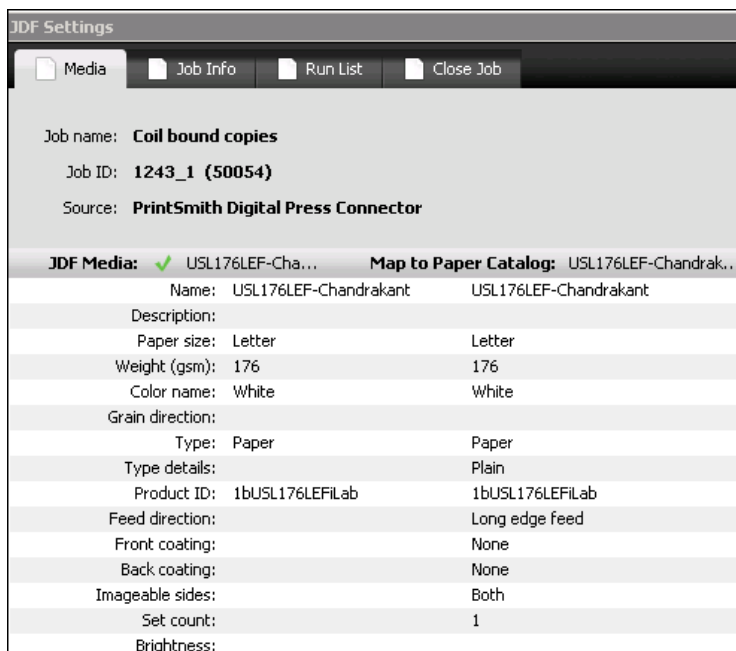 JDF Settings
Media Job Info Run List Close Job
Job name: Coil bound copies
Job ID: 1243_1 (50054)
Source: PrintSmith Digital Press Connector
JDF Media: USL176LEF-Cha... Map to Paper Catalog: USL176LEF-Chandrak..
Name: USL176LEF-Chandrakant USL176LEF-Chandrakant
Description:
Paper size: Letter Letter
Weight (gsm): 176 176
Color name: White White
Grain direction:
Type: Paper Paper
Type details: Plain
Product ID: 1bUSL176LEFiLab 1bUSL176LEFiLab
Feed direction: Long edge feed
Front coating: None
Back coating: None
Imageable sides: Both
Set count: 1
Brightness: